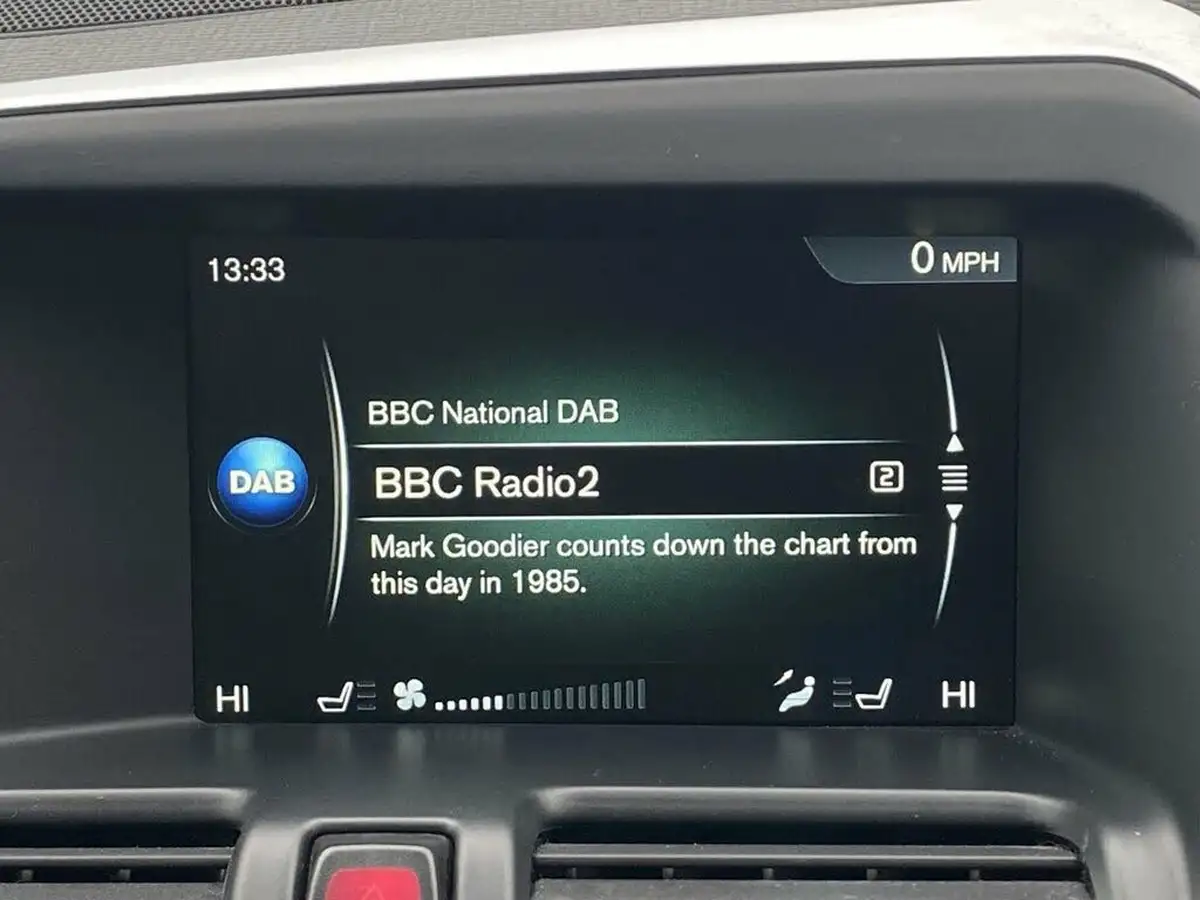 13:33
0 MPH
BBC National DAB
DAB
BBC Radio2
2
Mark Goodier counts down the chart from
this day in 1985.
HI
HI